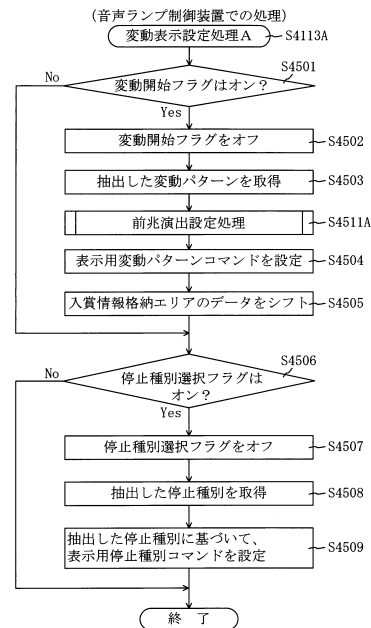 (音声ランプ制御装置での処理)
変動表示設定処理A
S4113A
S4501
No
変動開始フラグはオン?
Yes
変動開始フラグをオフ
S4502
抽出した変動パターンを取得
S4503
前兆演出設定処理
S4511A
表示用変動パターンコマンドを設定
S4504
入賞情報格納エリアのデータをシフト
S4505
S4506
No
停止種別選択フラグは
オン?
Yes
停止種別選択フラグをオフ
S4507
抽出した停止種別を取得
S4508
抽出した停止種別に基づいて、
表示用停止種別コマンドを設定
S4509
終 了